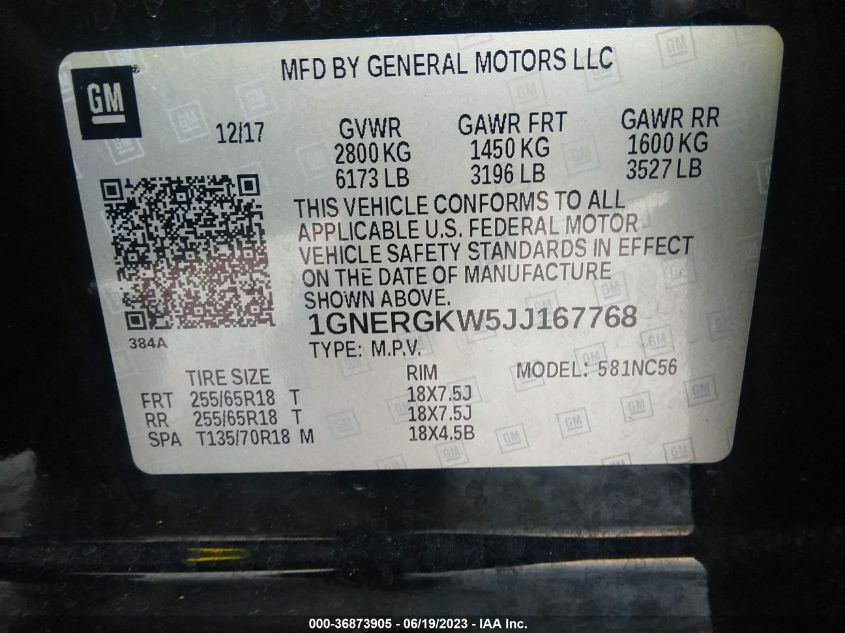 GM
MFD BY GENERAL MOTORS LLC
12/17
GVWR GAWR FRT GAWR RR
2800 KG 1450 KG 1600 KG
6173 LB 3196 LB 3527 LB
THIS VEHICLE CONFORMS TO ALL
APPLICABLE U.S. FEDERAL MOTOR
VEHICLE SAFETY STANDARDS IN EFFECT
ON THE DATE OF MANUFACTURE
SHOWN ABOVE.
384A
1GNERGKW5JJ167768
TYPE: M.P.V.
TIRE SIZE RIM MODEL: 581NC56
FRT 255/65R18 T 18X7.5J
RR 255/65R18 T 18X7.5J
SPA T135/70R18 M 18X4.5B
000-36873905 - 06/19/2023 - © IAA Inc.